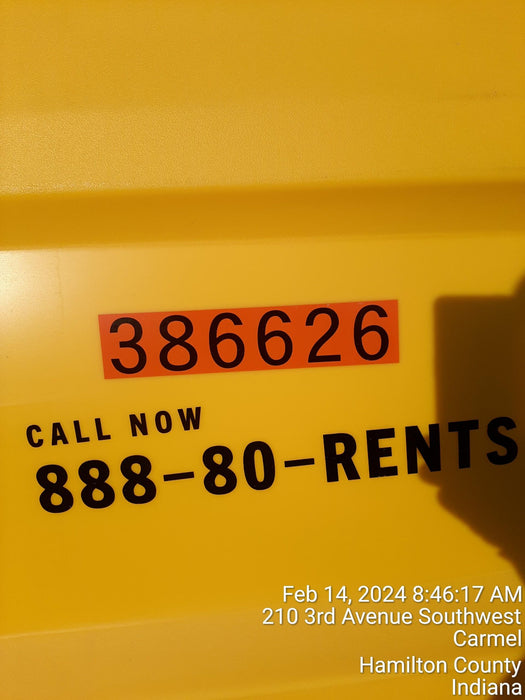 386626
CALL NOW
888-80-RENTS
Feb 14, 2024 8:46:17 AM
210 3rd Avenue Southwest
Carmel
Hamilton County
Indiana